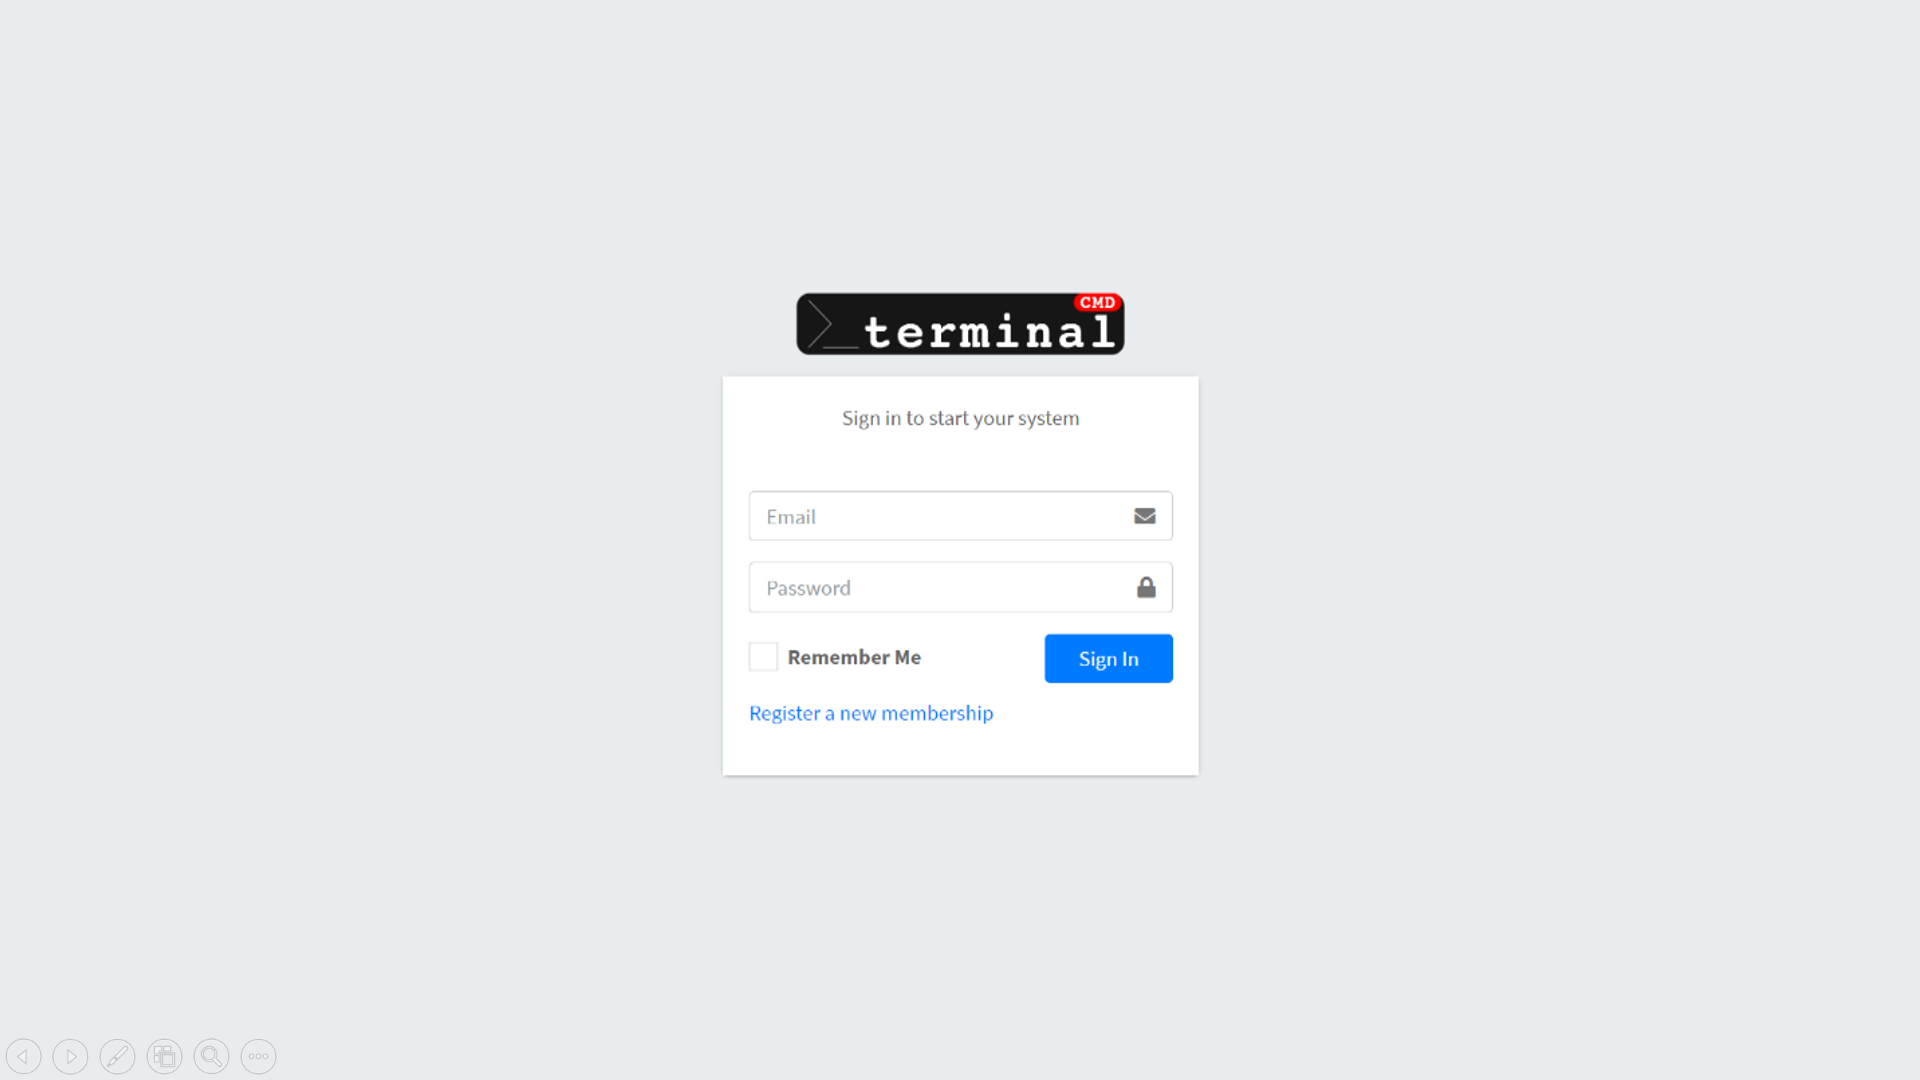 >_terminal CMD
Sign in to start your system
Email
Password
Remember Me
Sign In
Register a new membership